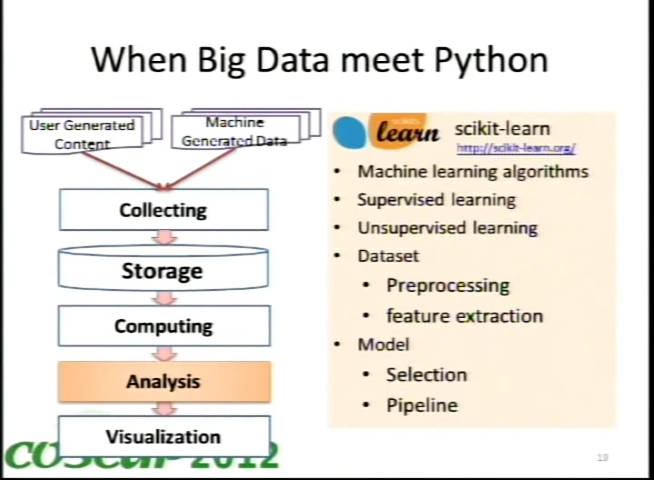 When Big Data meet Python
User Generated
Content
Machine
Generated Data
Collecting
Storage
Computing
Analysis
Visualization
scikits
learn
scikit-learn
http://scikit-learn.org/
• Machine learning algorithms
• Supervised learning
• Unsupervised learning
• Dataset
• Preprocessing
• feature extraction
• Model
• Selection
• Pipeline
COSCUP 2012
19